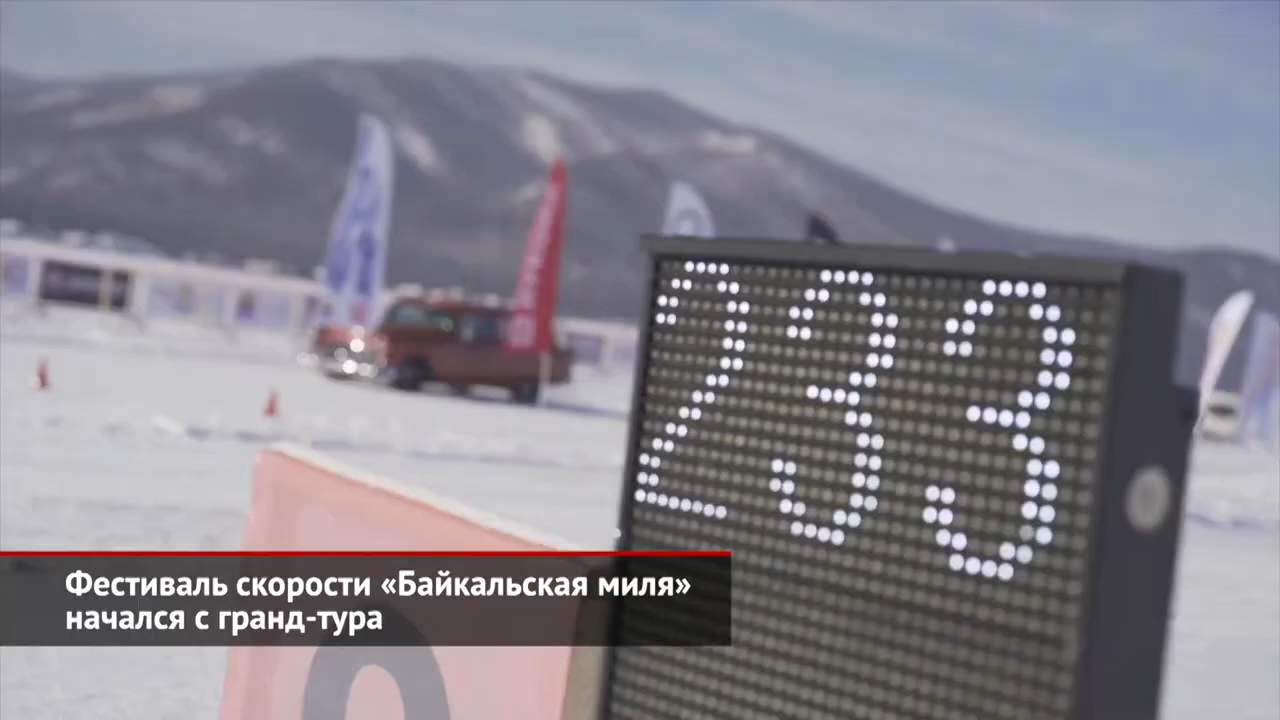 233
Фестиваль скорости «Байкальская миля»
начался с гранд-тура